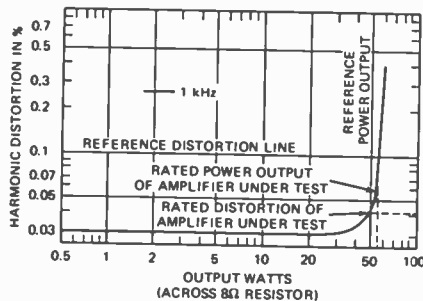 HARMONIC DISTORTION IN %
0.7
0.5
0.3
0.1
0.07
0.05
0.03
1 kHz
REFERENCE
POWER OUTPUT
REFERENCE DISTORTION LINE
RATED POWER OUTPUT
OF AMPLIFIER UNDER TEST
RATED DISTORTION OF
AMPLIFIER UNDER TEST
0.5 1 2 5 10 20 50 100
OUTPUT WATTS
(ACROSS 8Ω RESISTOR)